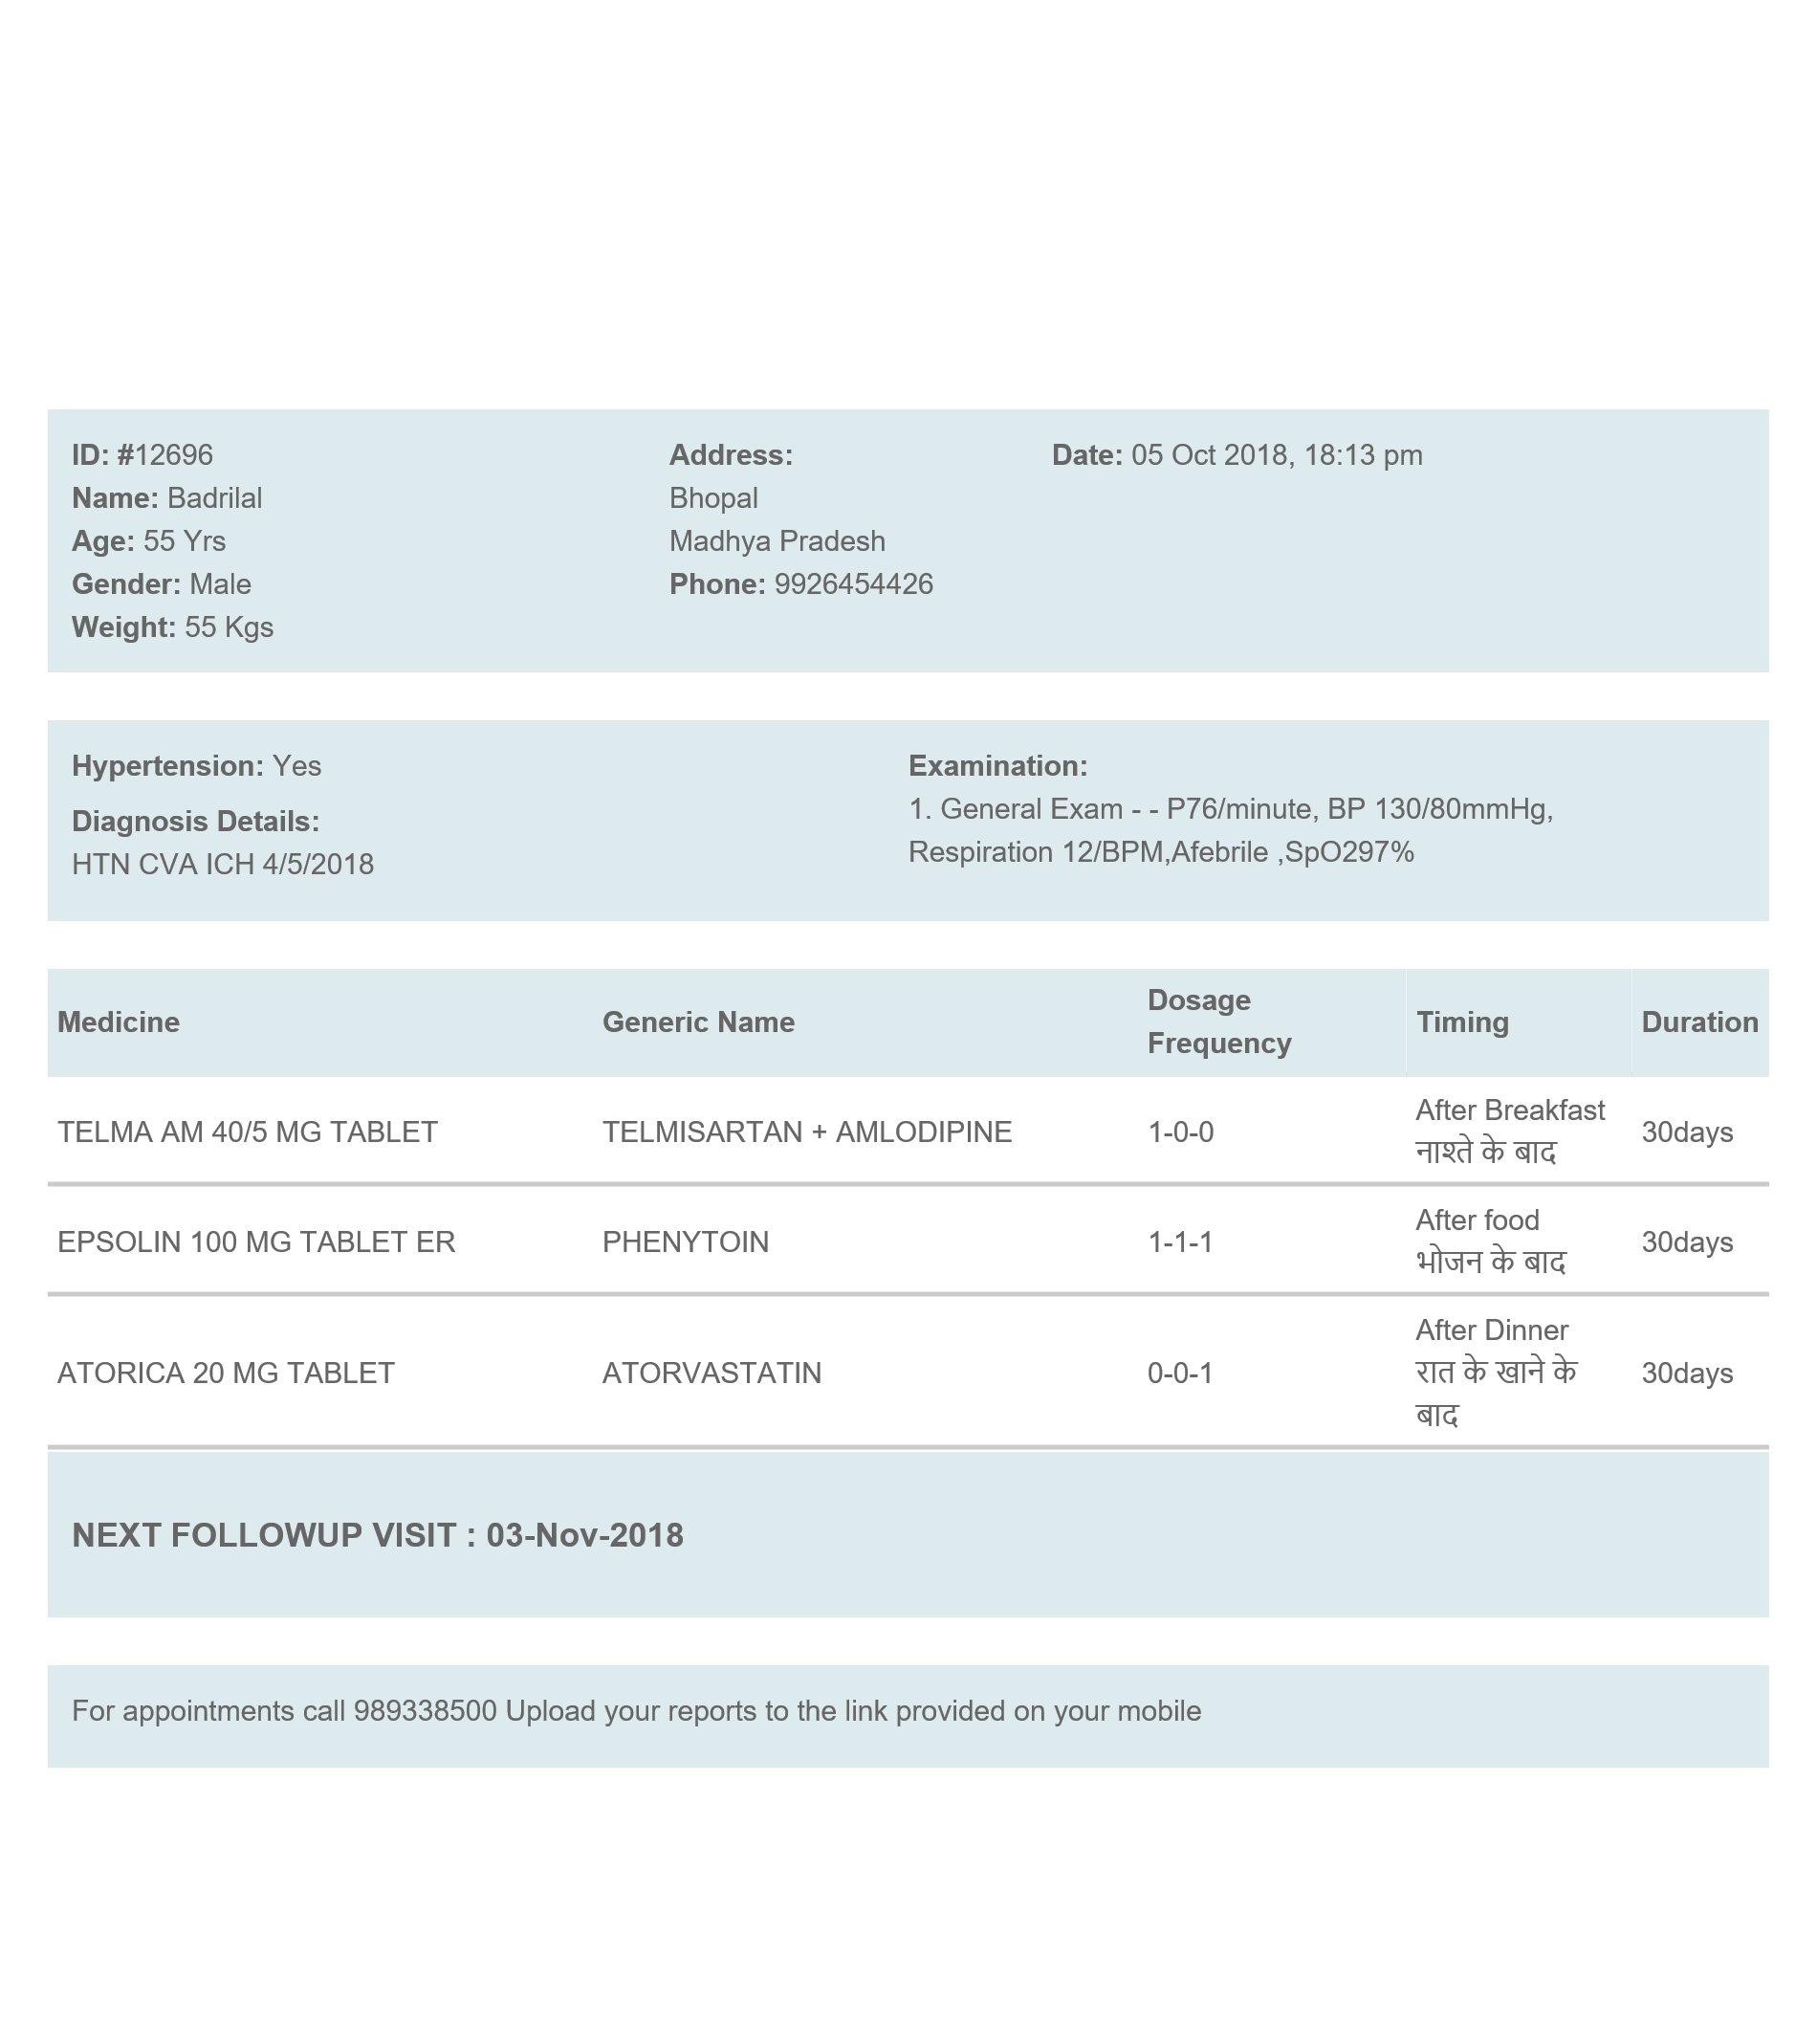 ID: #12696
Name: Badrilal
Age: 55 Yrs
Gender: Male
Weight: 55 Kgs
Address:
Bhopal
Madhya Pradesh
Phone: 9926454426
Date: 05 Oct 2018, 18:13 pm
Hypertension: Yes
Diagnosis Details:
HTN CVA ICH 4/5/2018
Examination:
1. General Exam - - P76/minute, BP 130/80mmHg,
Respiration 12/BPM,Afebrile ,SpO297%
Medicine Generic Name Dosage Frequency Timing Duration
TELMA AM 40/5 MG TABLET TELMISARTAN + AMLODIPINE 1-0-0 After Breakfast नाश्ते के बाद 30days
EPSOLIN 100 MG TABLET ER PHENYTOIN 1-1-1 After food भोजन के बाद 30days
ATORICA 20 MG TABLET ATORVASTATIN 0-0-1 After Dinner रात के खाने के बाद 30days
NEXT FOLLOWUP VISIT : 03-Nov-2018
For appointments call 989338500 Upload your reports to the link provided on your mobile